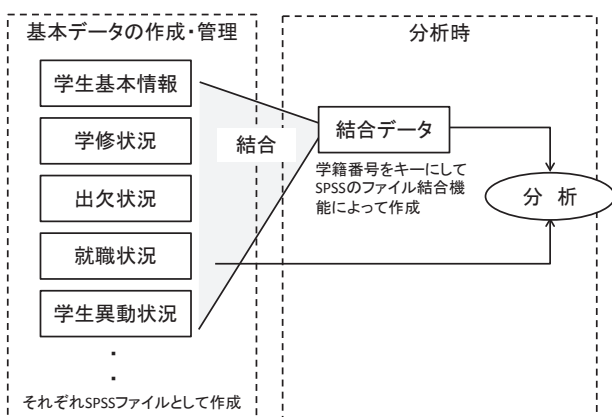 基本データの作成・管理
学生基本情報
学修状況
出欠状況
就職状況
学生異動状況
・
・
それぞれSPSSファイルとして作成
結合
分析時
結合データ
学籍番号をキーにして
SPSSのファイル結合機
能によって作成
分 析